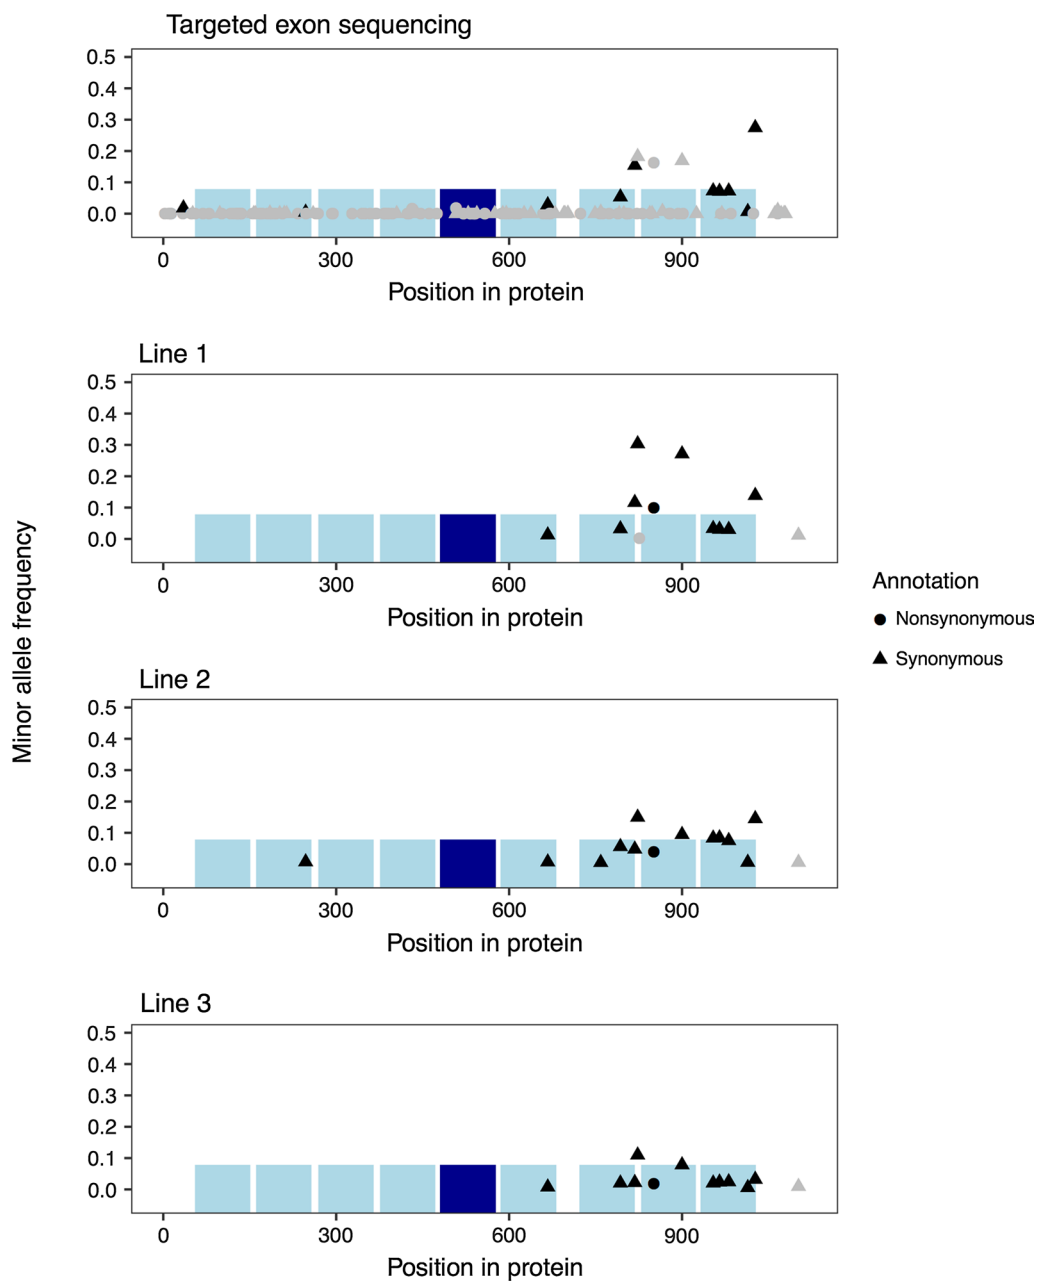 Targeted exon sequencing
0.5
0.4
0.3
0.2
0.1
0.0
0 300 600 900
Position in protein
Line 1
0.5
0.4
0.3
0.2
0.1
0.0
0 300 600 900
Position in protein
Minor allele frequency
Annotation
Nonsynonymous
Synonymous
Line 2
0.5
0.4
0.3
0.2
0.1
0.0
0 300 600 900
Position in protein
Line 3
0.5
0.4
0.3
0.2
0.1
0.0
0 300 600 900
Position in protein